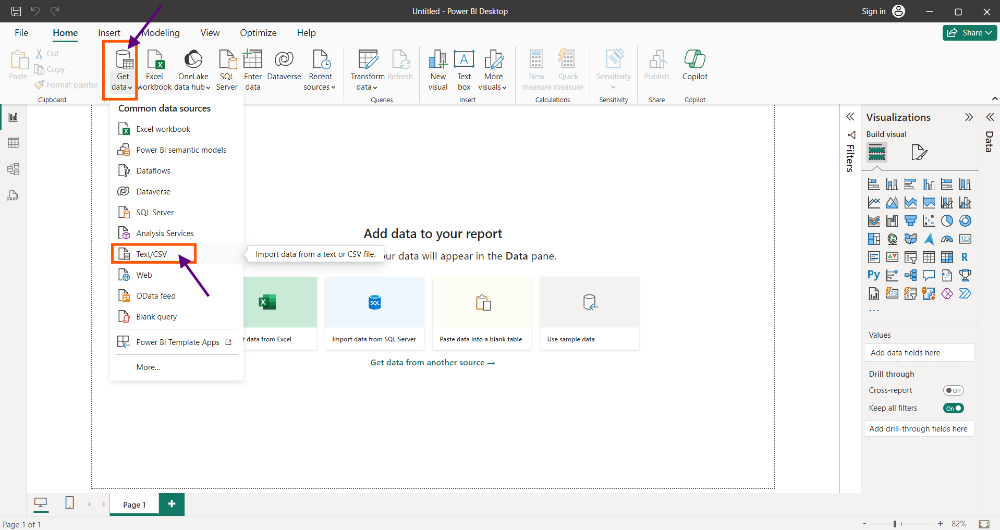 Untitled - Power BI Desktop
Sign in
File
Home
Insert
Modeling
View
Optimize
Help
Share
Paste
Cut
Copy
Format painter
Clipboard
Get
data
Excel
workbook
OneLake
data hub
SQL
Server
Enter
data
Dataverse
Recent
sources
Transform
data
Refresh
Queries
New
visual
Text
box
More
visuals
Insert
New
measure
Quick
measure
Calculations
Sensitivity
Sensitivity
Publish
Share
Copilot
Copilot
Common data sources
Excel workbook
Power BI semantic models
Dataflows
Dataverse
SQL Server
Analysis Services
Text/CSV
Import data from a text or CSV file.
Web
OData feed
Blank query
Power BI Template Apps
More...
Add data to your report
our data will appear in the Data pane.
SQL
t data from Excel
Import data from SQL Server
Paste data into a blank table
Use sample data
Get data from another source →
Filters
Visualizations
Build visual
123
R
Py
123
...
Values
Add data fields here
Drill through
Cross-report
Off
Keep all filters
On
Add drill-through fields here
Data
DAX
Page 1
Page 1 of 1
- + 82%